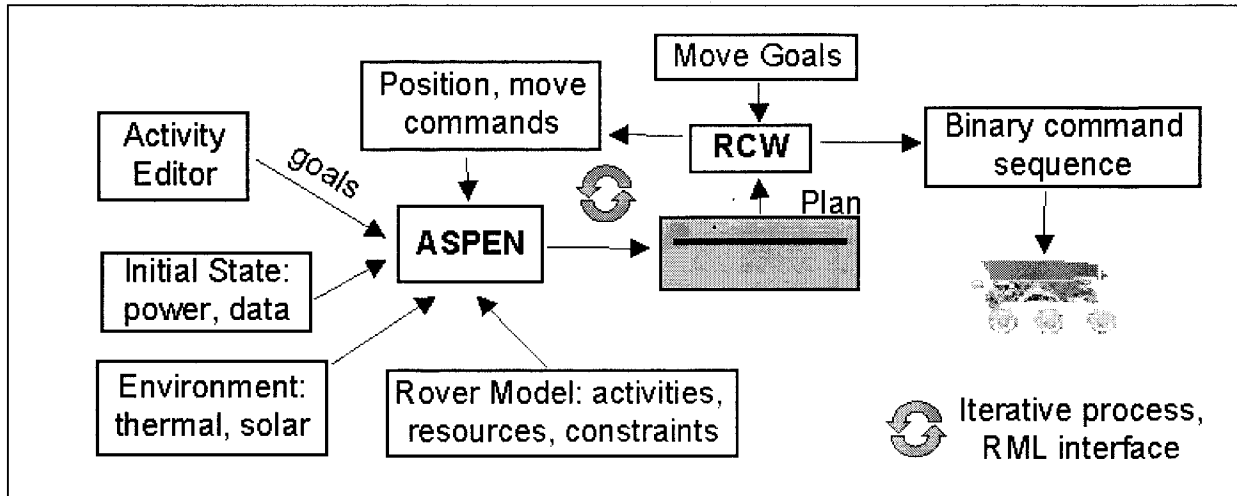 Move Goals
Position, move
commands
RCW
Binary command
sequence
Activity
Editor
goals
Plan
ASPEN
Initial State:
power, data
Environment:
thermal, solar
Rover Model: activities,
resources, constraints
Iterative process,
RML interface